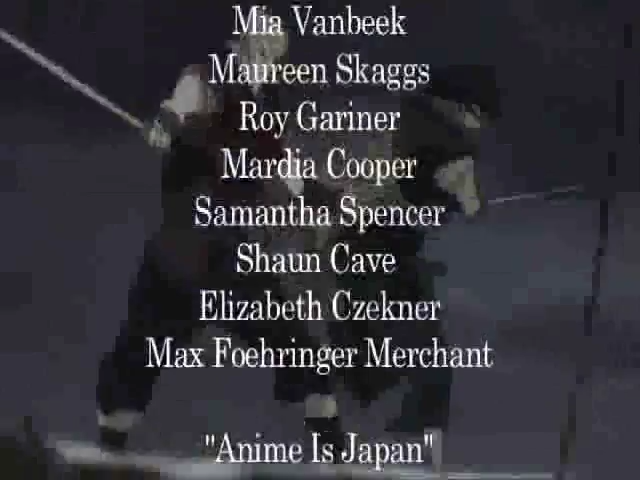 Mia Vanbeek
Maureen Skaggs
Roy Gariner
Mardia Cooper
Samantha Spencer
Shaun Cave
Elizabeth Czekner
Max Foehringer Merchant
"Anime Is Japan"